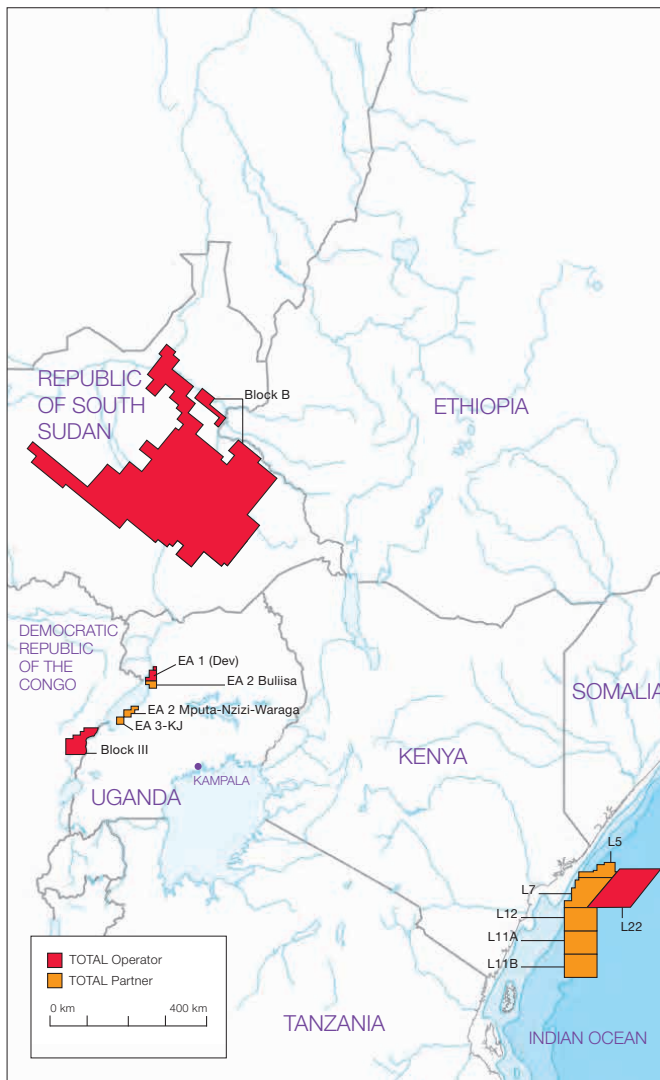 Block B
REPUBLIC
OF SOUTH
SUDAN
ETHIOPIA
DEMOCRATIC
REPUBLIC
OF THE
CONGO
EA 1 (Dev)
EA 2 Buliisa
EA 2 Mputa-Nzizi-Waraga
EA 3-KJ
Block III
SOMALIA
KENYA
KAMPALA
UGANDA
L5
L7
L12
L22
L11A
L11B
TOTAL Operator
TOTAL Partner
0 km
400 km
TANZANIA
INDIAN OCEAN